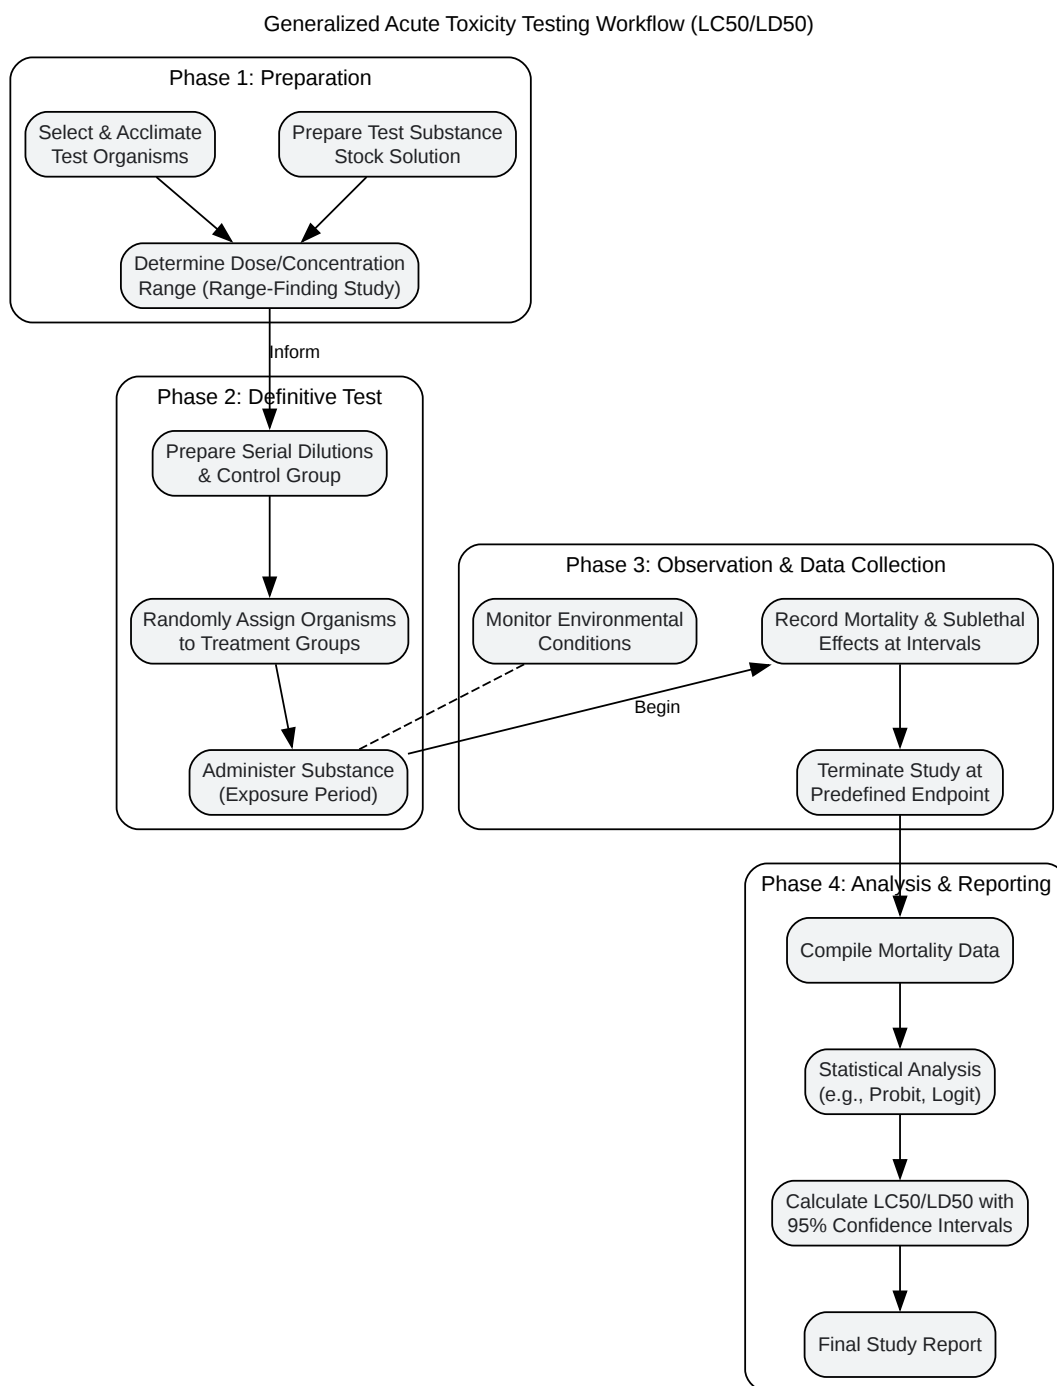 Generalized Acute Toxicity Testing Workflow (LC50/LD50)
Phase 1: Preparation
Select & Acclimate
Test Organisms
Prepare Test Substance
Stock Solution
Determine Dose/Concentration
Range (Range-Finding Study)
Inform
Phase 2: Definitive Test
Prepare Serial Dilutions
& Control Group
Randomly Assign Organisms
to Treatment Groups
Administer Substance
(Exposure Period)
Phase 3: Observation & Data Collection
Monitor Environmental
Conditions
Record Mortality & Sublethal
Effects at Intervals
Begin
Terminate Study at
Predefined Endpoint
Phase 4: Analysis & Reporting
Compile Mortality Data
Statistical Analysis
(e.g., Probit, Logit)
Calculate LC50/LD50 with
95% Confidence Intervals
Final Study Report